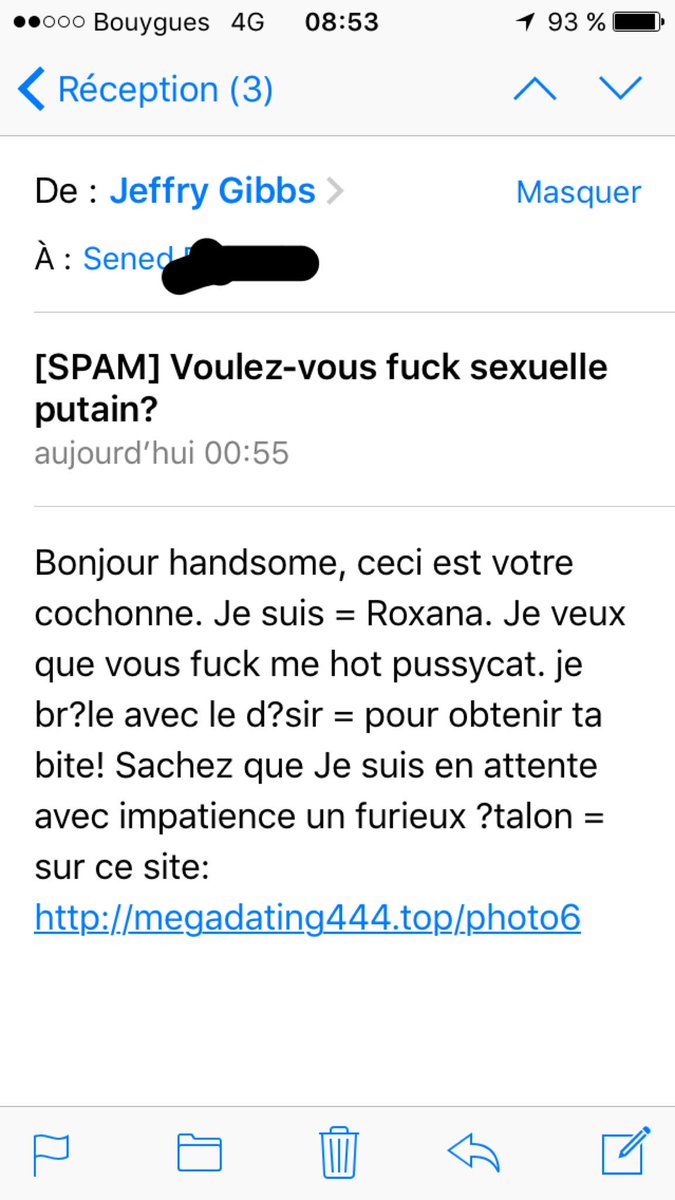 Bouygues 4G 08:53 93 %
Réception (3)
De : Jeffry Gibbs Masquer
À : Sened
[SPAM] Voulez-vous fuck sexuelle
putain?
aujourd’hui 00:55
Bonjour handsome, ceci est votre
cochonne. Je suis = Roxana. Je veux
que vous fuck me hot pussycat. je
br?le avec le d?sir = pour obtenir ta
bite! Sachez que Je suis en attente
avec impatience un furieux ?talon =
sur ce site:
http://megadating444.top/photo6